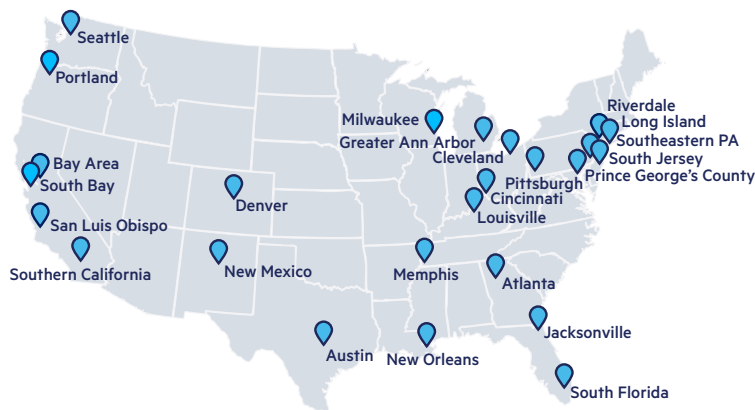 Seattle
Portland
Riverdale
Milwaukee
Long Island
Greater Ann Arbor
Southeastern PA
Cleveland
South Jersey
Bay Area
Pittsburgh
Prince George's County
South Bay
Cincinnati
Denver
Louisville
San Luis Obispo
Southern California
New Mexico
Memphis
Atlanta
Jacksonville
Austin
New Orleans
South Florida